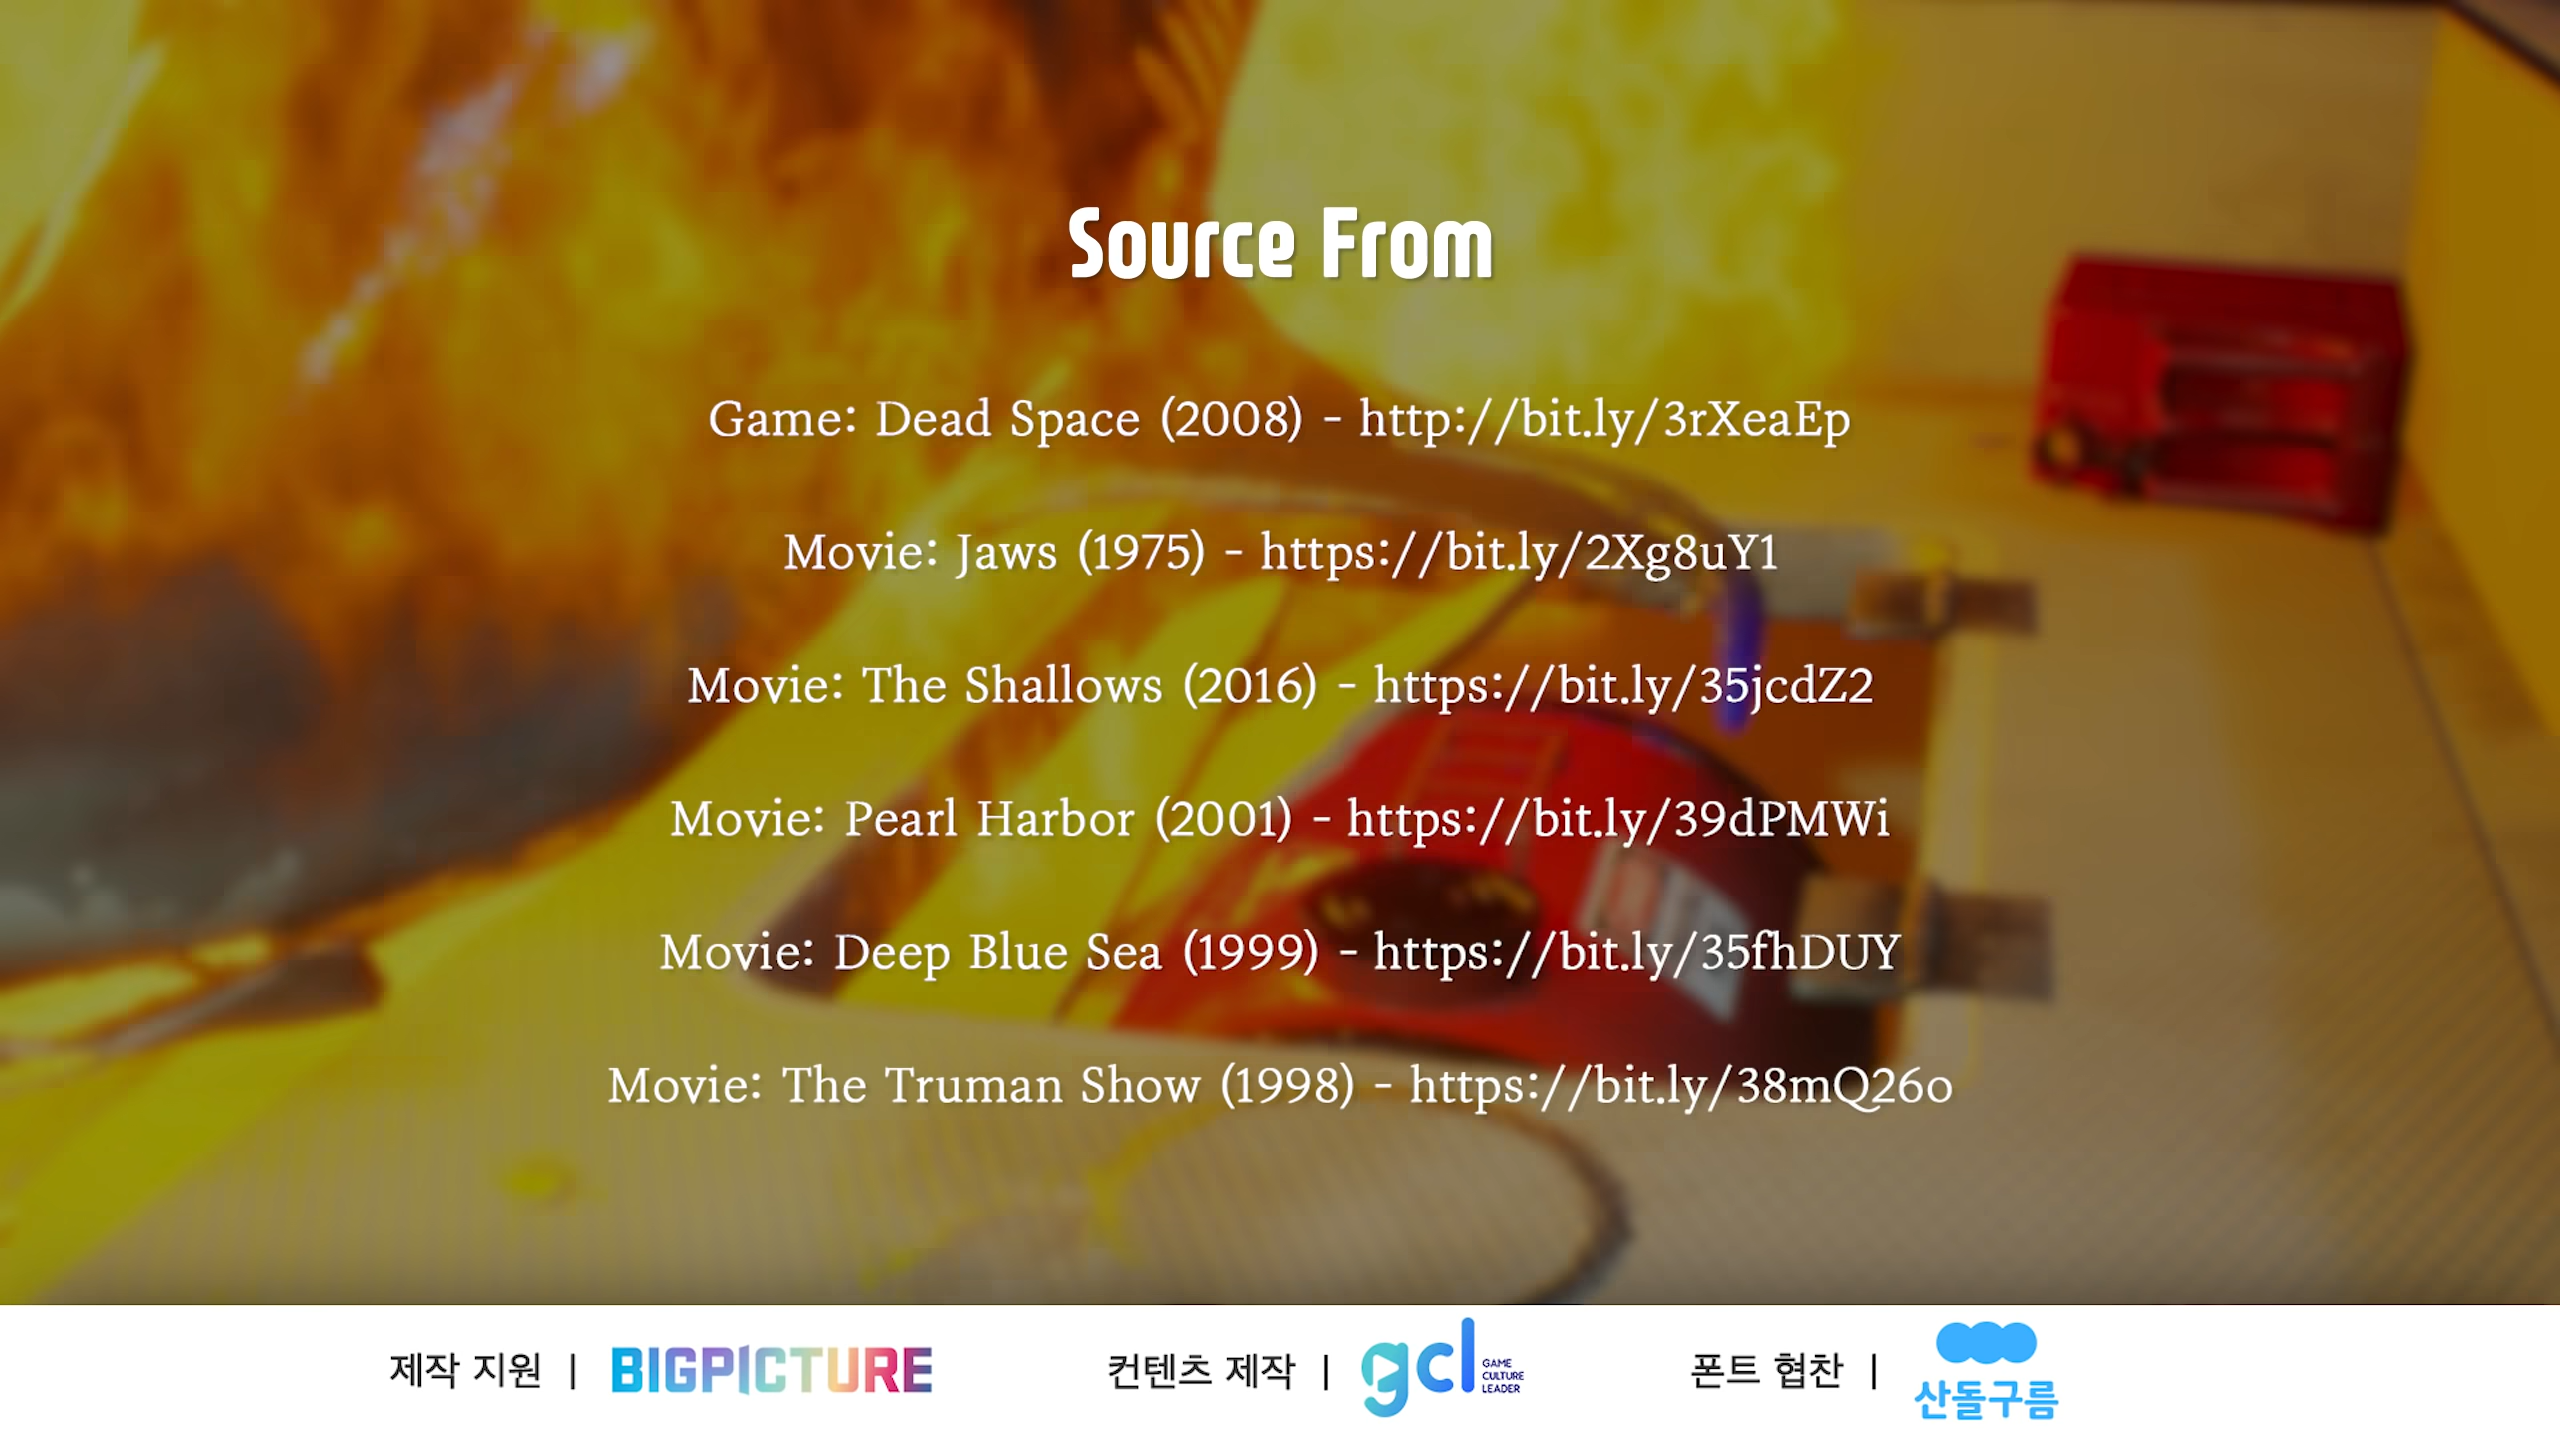 Source From
Game: Dead Space (2008) - http://bit.ly/3rXeaEp
Movie: Jaws (1975) - https://bit.ly/2Xg8uY1
Movie: The Shallows (2016) - https://bit.ly/35jcdZ2
Movie: Pearl Harbor (2001) - https://bit.ly/39dPMWi
Movie: Deep Blue Sea (1999) - https://bit.ly/35fhDUY
Movie: The Truman Show (1998) - https://bit.ly/38mQ26o
제작 지원 | BIGPICTURE
컨텐츠 제작 | gcl GAME CULTURE LEADER
폰트 협찬 | 산돌구름